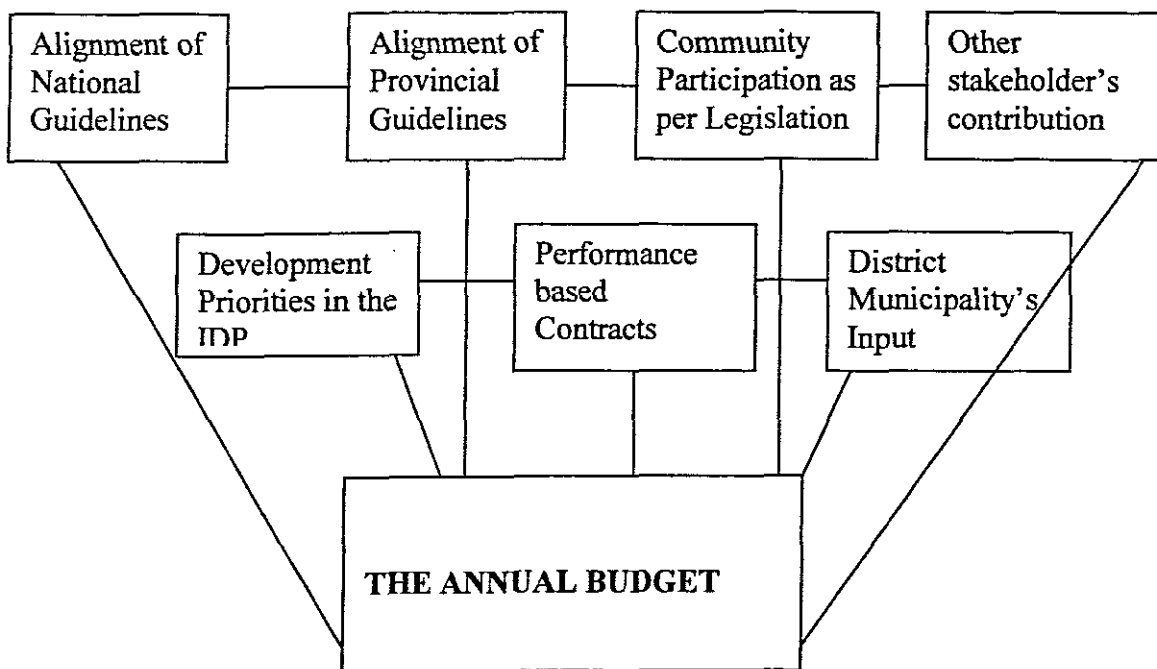 Alignment of
National
Guidelines
Alignment of
Provincial
Guidelines
Community
Participation as
per Legislation
Other
stakeholder's
contribution
Development
Priorities in the
IDP
Performance
based
Contracts
District
Municipality's
Input
THE ANNUAL BUDGET